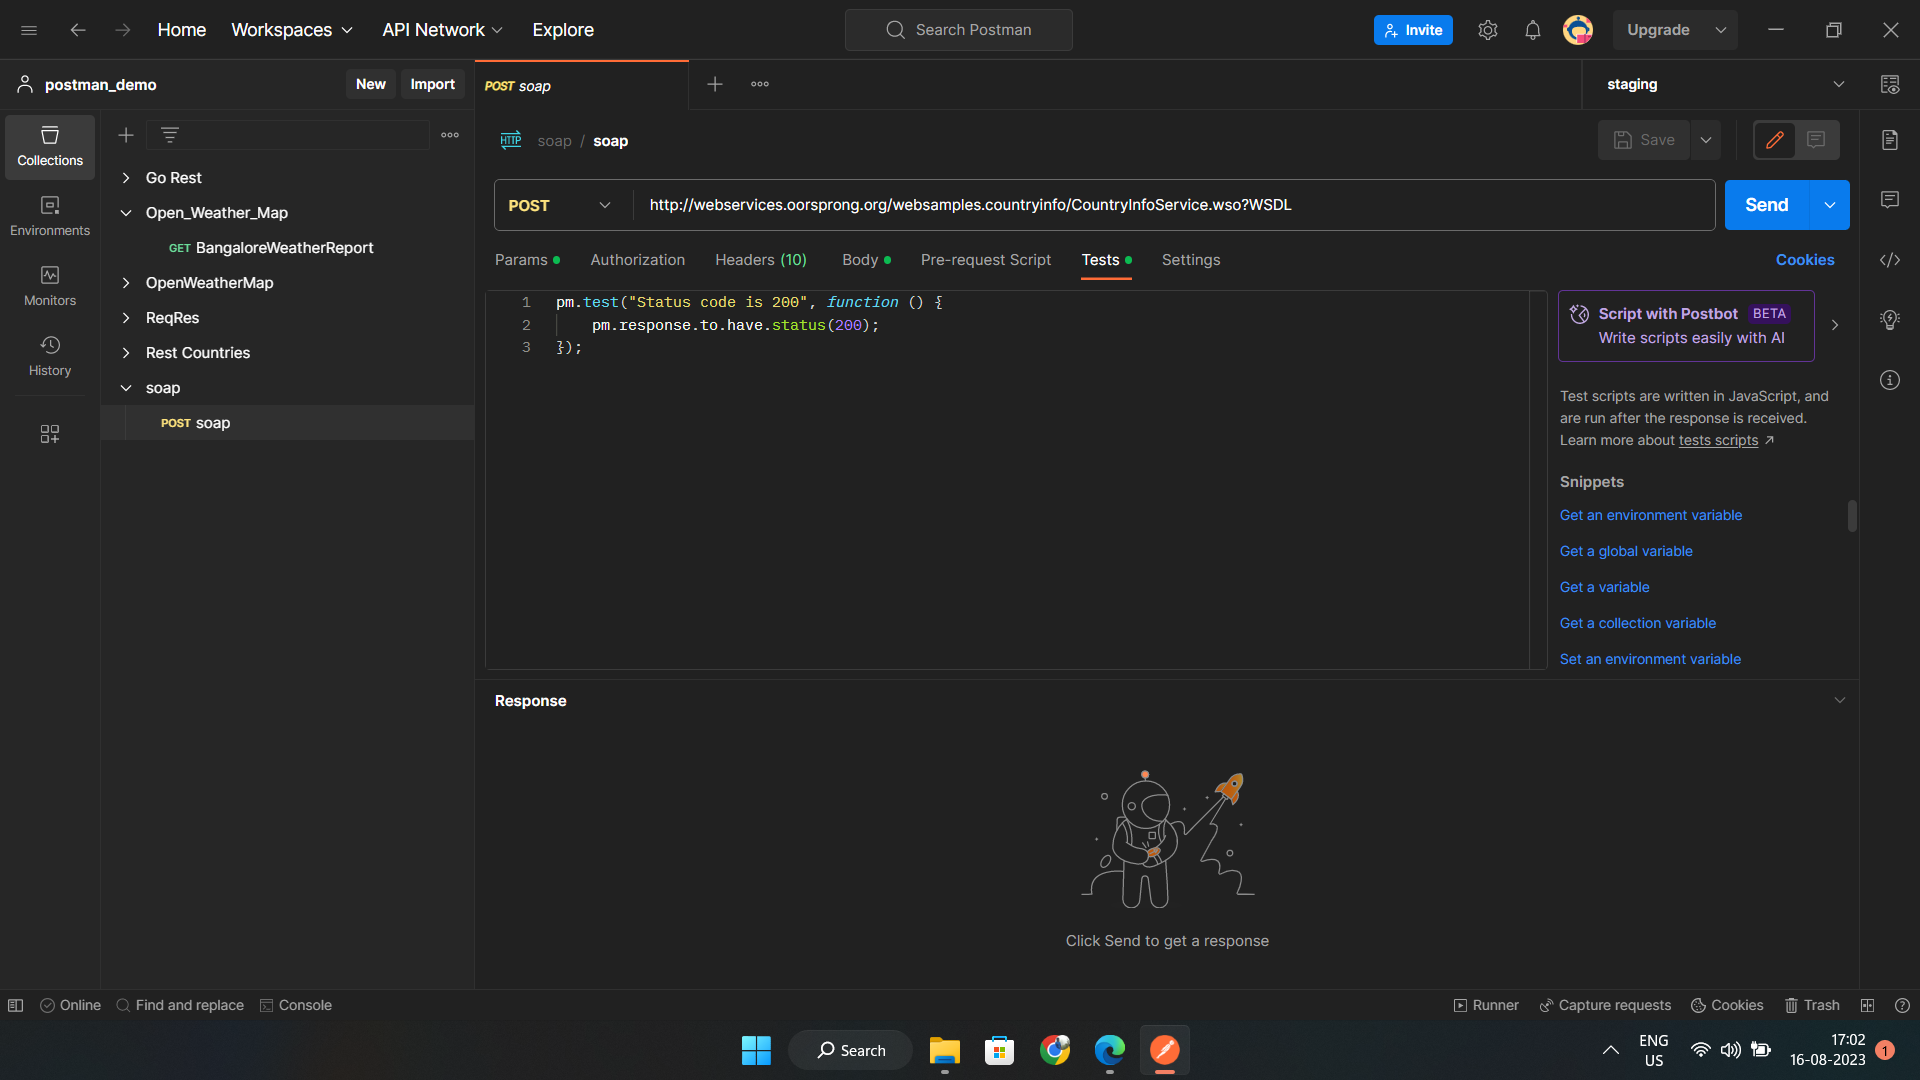 Home Workspaces API Network Explore Search Postman Invite Upgrade
postman_demo New Import POST soap staging
Collections
Environments
Monitors
History
Go Rest
Open_Weather_Map
GET BangaloreWeatherReport
OpenWeatherMap
ReqRes
Rest Countries
soap
POST soap
HTTP soap / soap Save
POST http://webservices.oorsprong.org/websamples.countryinfo/CountryInfoService.wso?WSDL Send
Params Authorization Headers (10) Body Pre-request Script Tests Settings Cookies
1 pm.test("Status code is 200", function () {
2 pm.response.to.have.status(200);
3 });
Script with Postbot BETA
Write scripts easily with AI
Test scripts are written in JavaScript, and
are run after the response is received.
Learn more about tests scripts ↗
Snippets
Get an environment variable
Get a global variable
Get a variable
Get a collection variable
Set an environment variable
Response
Click Send to get a response
Online Find and replace Console Runner Capture requests Cookies Trash
Search
ENG
US
17:02
16-08-2023
1